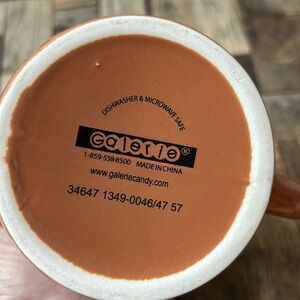 DISHWASHER & MICROWAVE SAFE
Galerie®
1-859-538-8500 MADE IN CHINA
www.galeriecandy.com
34647 1349-0046/47 57